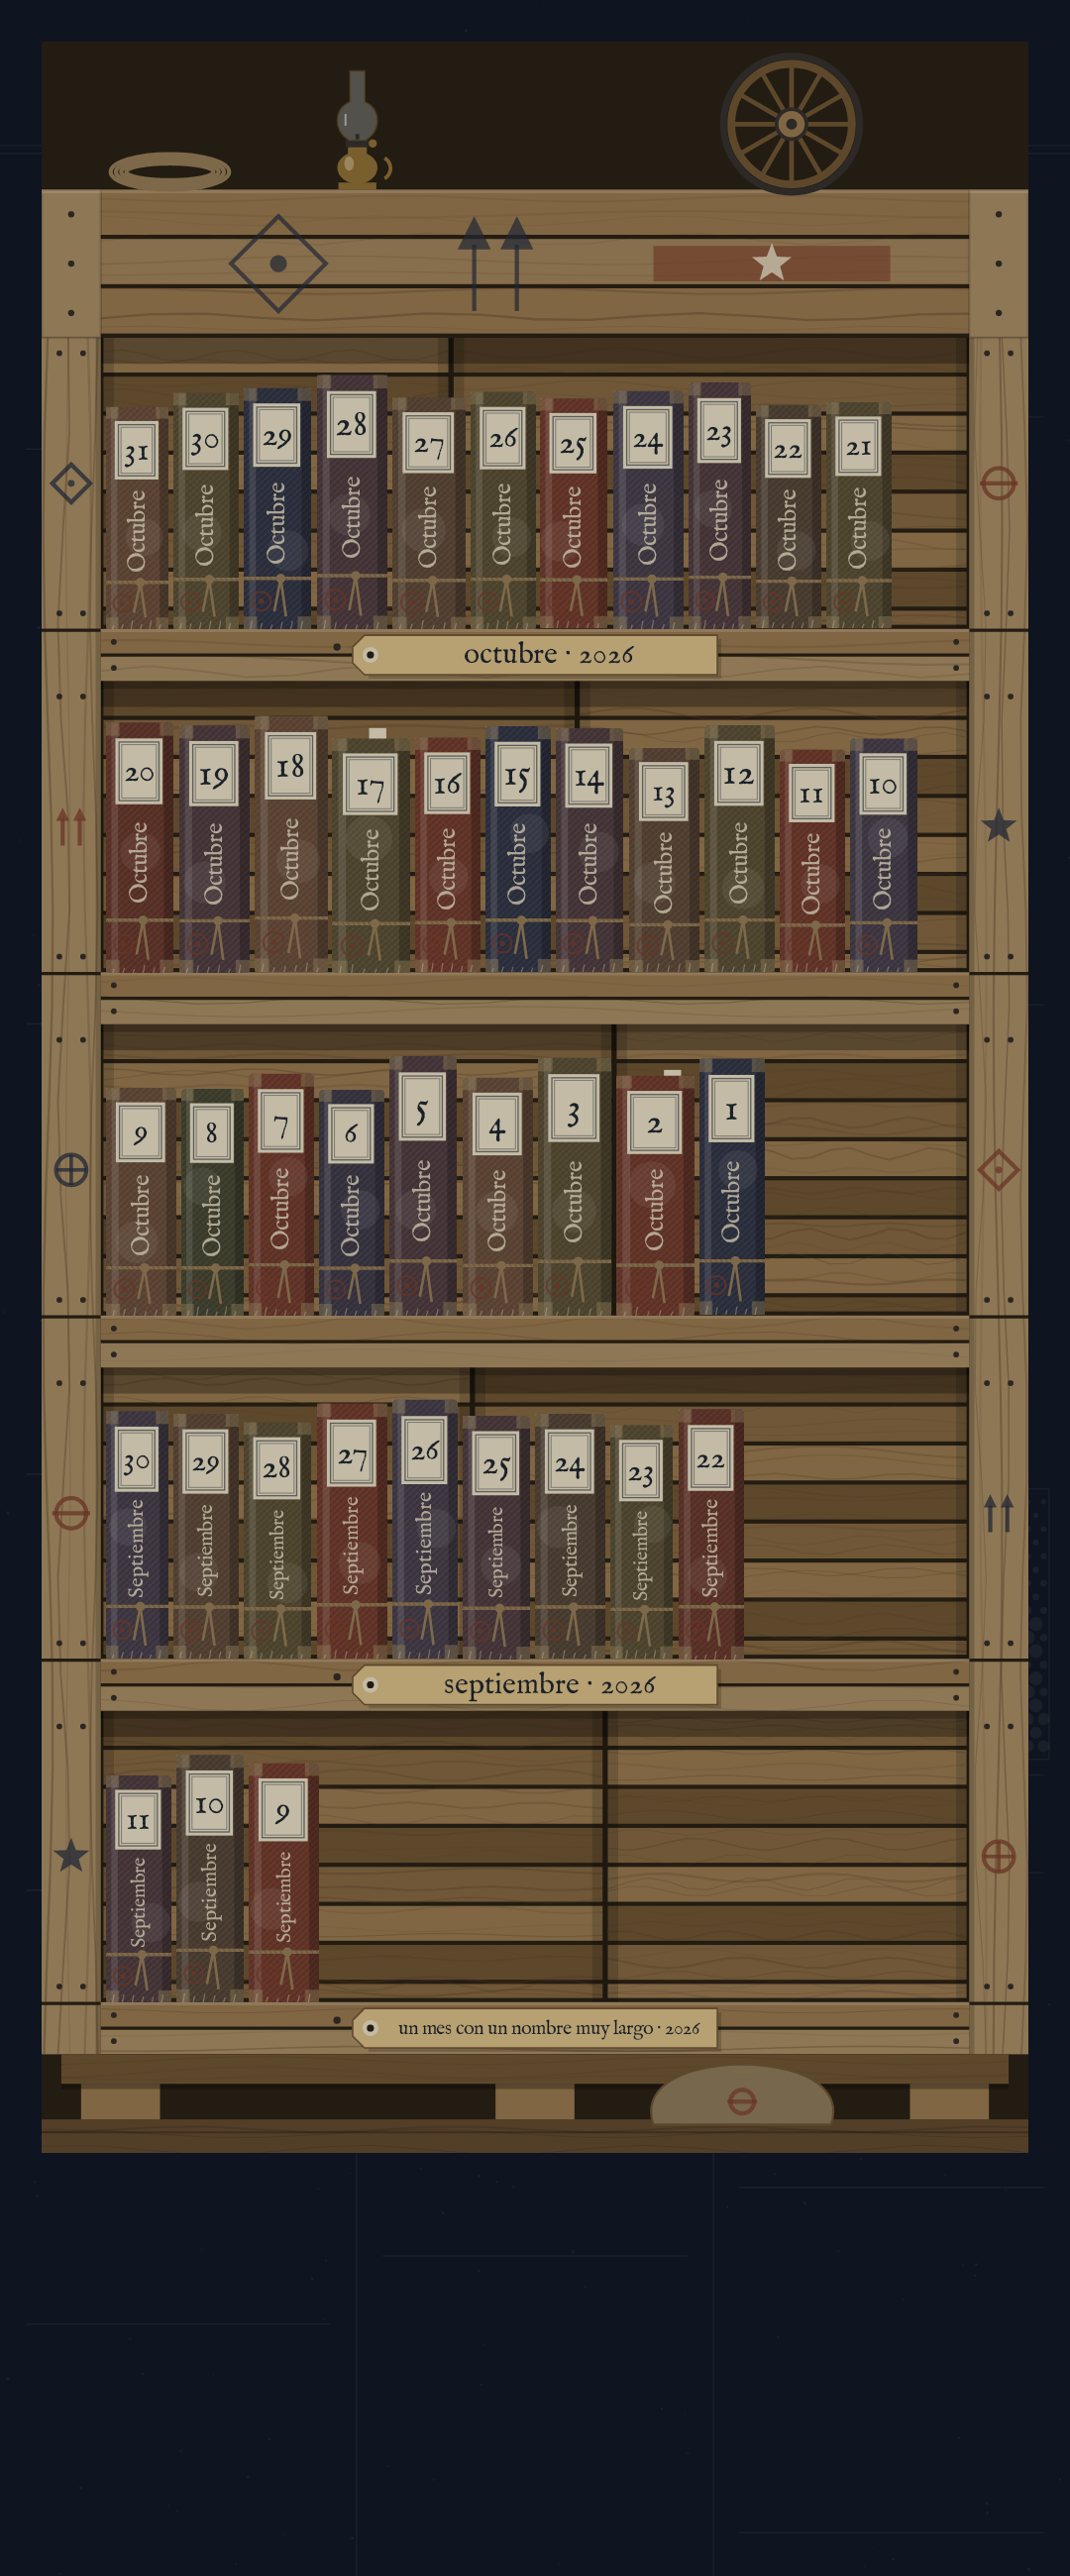 31 30 29 28 27 26 25 24 23 22 21
Octubre Octubre Octubre Octubre Octubre Octubre Octubre Octubre Octubre Octubre Octubre
octubre · 2026
20 19 18 17 16 15 14 13 12 11 10
Octubre Octubre Octubre Octubre Octubre Octubre Octubre Octubre Octubre Octubre Octubre
9 8 7 6 5 4 3 2 1
Octubre Octubre Octubre Octubre Octubre Octubre Octubre Octubre Octubre
30 29 28 27 26 25 24 23 22
Septiembre Septiembre Septiembre Septiembre Septiembre Septiembre Septiembre Septiembre Septiembre
septiembre · 2026
11 10 9
Septiembre Septiembre Septiembre
un mes con un nombre muy largo · 2026